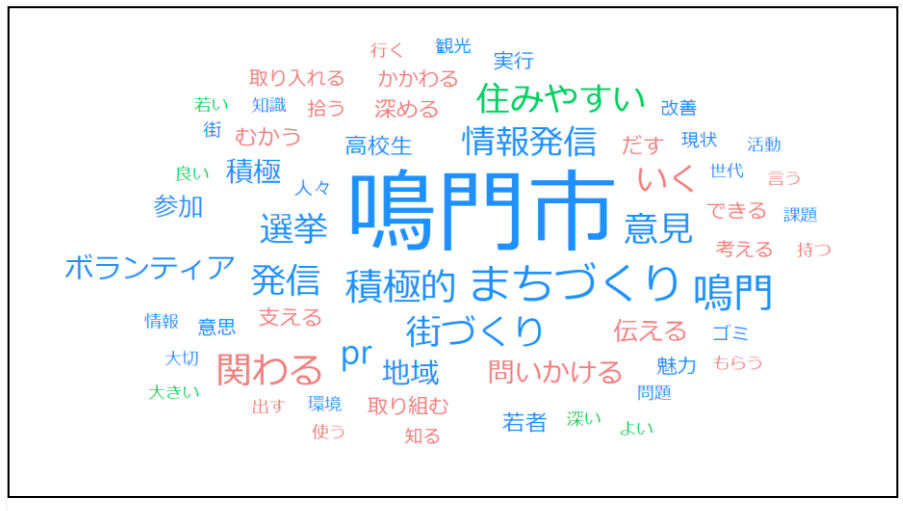 行く 観光 実行
取り入れる かかわる 住みやすい
若い 知識 拾う 深める 改善
街 むかう 高校生 情報発信 だす 現状 活動
良い 積極 人々 鳴門市 いく 世代 言う
参加 選挙 意見 できる 課題
考える 持つ
ボランティア 発信 積極的 まちづくり 鳴門
情報 意思 支える 街づくり 伝える ゴミ
大切 関わる pr 地域 問いかける 魅力 もらう
大きい 出す 環境 取り組む 問題
使う 知る 若者 深い よい